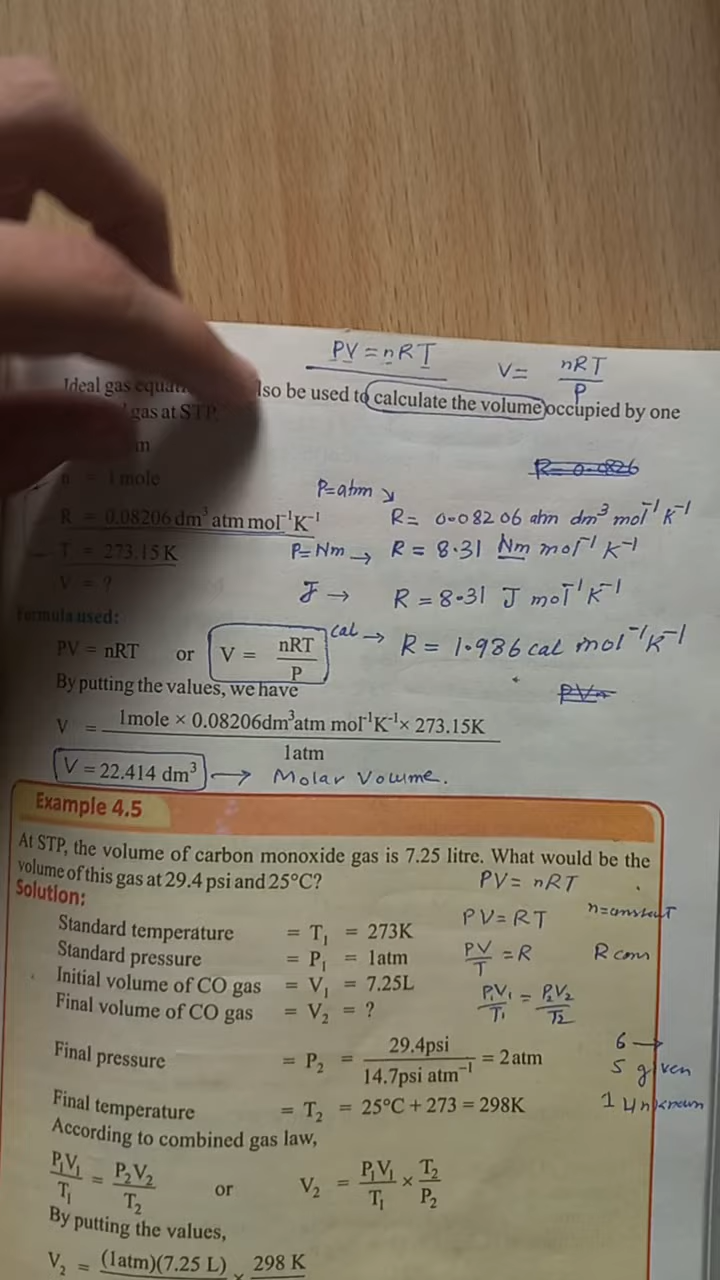 PV = nRT V = nRT / P
Ideal gas equa lso be used to calculate the volume occupied by one
gas at STP.
m
n = 1 mole R = 0.0826
P=atm ↘
R = 0.08206 dm³ atm mol⁻¹K⁻¹ R = 0.08206 atm dm³ mol⁻¹ K⁻¹
T = 273.15 K P=Nm → R = 8.31 Nm mol⁻¹ K⁻¹
V = ? J → R = 8.31 J mol⁻¹ K⁻¹
Formula used:
PV = nRT or V = nRT / P Cal → R = 1.986 cal mol⁻¹ K⁻¹
By putting the values, we have PV=
V = 1mole × 0.08206dm³atm mol⁻¹K⁻¹× 273.15K / 1atm
V = 22.414 dm³ → Molar Volume.
Example 4.5
At STP, the volume of carbon monoxide gas is 7.25 litre. What would be the
volume of this gas at 29.4 psi and 25°C? PV = nRT
Solution:
Standard temperature = T₁ = 273K PV = RT n=constant
Standard pressure = P₁ = 1atm PV / T = R R cons
Initial volume of CO gas = V₁ = 7.25L
Final volume of CO gas = V₂ = ? P₁V₁ / T₁ = P₂V₂ / T₂
Final pressure = P₂ = 29.4psi / 14.7psi atm⁻¹ = 2 atm 6 →
5 given
Final temperature = T₂ = 25°C + 273 = 298K 1 Unknown
According to combined gas law,
P₁V₁ / T₁ = P₂V₂ / T₂ or V₂ = P₁V₁ / T₁ × T₂ / P₂
By putting the values,
V₂ = (1atm)(7.25 L) × 298 K